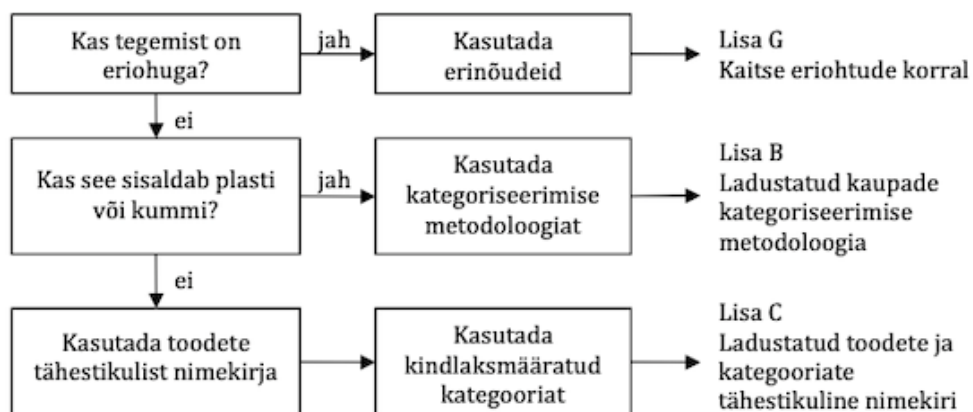 Kas tegemist on
eriohuga?
jah
Kasutada
erinõudeid
Lisa G
Kaitse eriohtude korral
ei
Kas see sisaldab plasti
või kummi?
jah
Kasutada
kategoriseerimise
metodoloogiat
Lisa B
Ladustatud kaupade
kategoriseerimise
metodoloogia
ei
Kasutada toodete
tähestikulist nimekirja
Kasutada
kindlaksmääratud
kategooriat
Lisa C
Ladustatud toodete ja
kategooriate
tähestikuline nimekiri